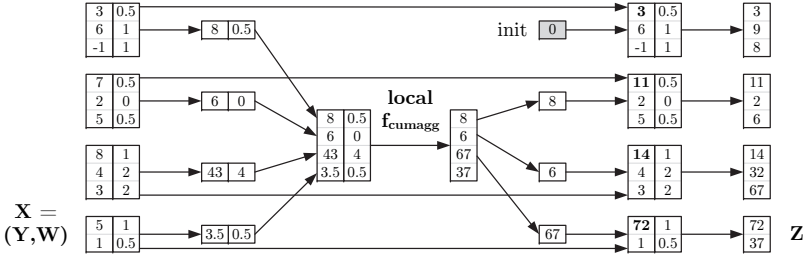 3 0.5 3 0.5 3
6 1 8 0.5 init 0 6 1 9
-1 1 -1 1 8
7 0.5 11 0.5 11
local
2 0 6 0 8 2 0 2
f_cumagg
5 0.5 5 0.5 6
8 0.5 8
6 0 6
43 4 67
3.5 0.5 37
8 1 14 1 14
4 2 43 4 6 4 2 32
3 2 3 2 67
X =
(Y,W)
5 1 72 1 72
3.5 0.5 67 Z
1 0.5 1 0.5 37